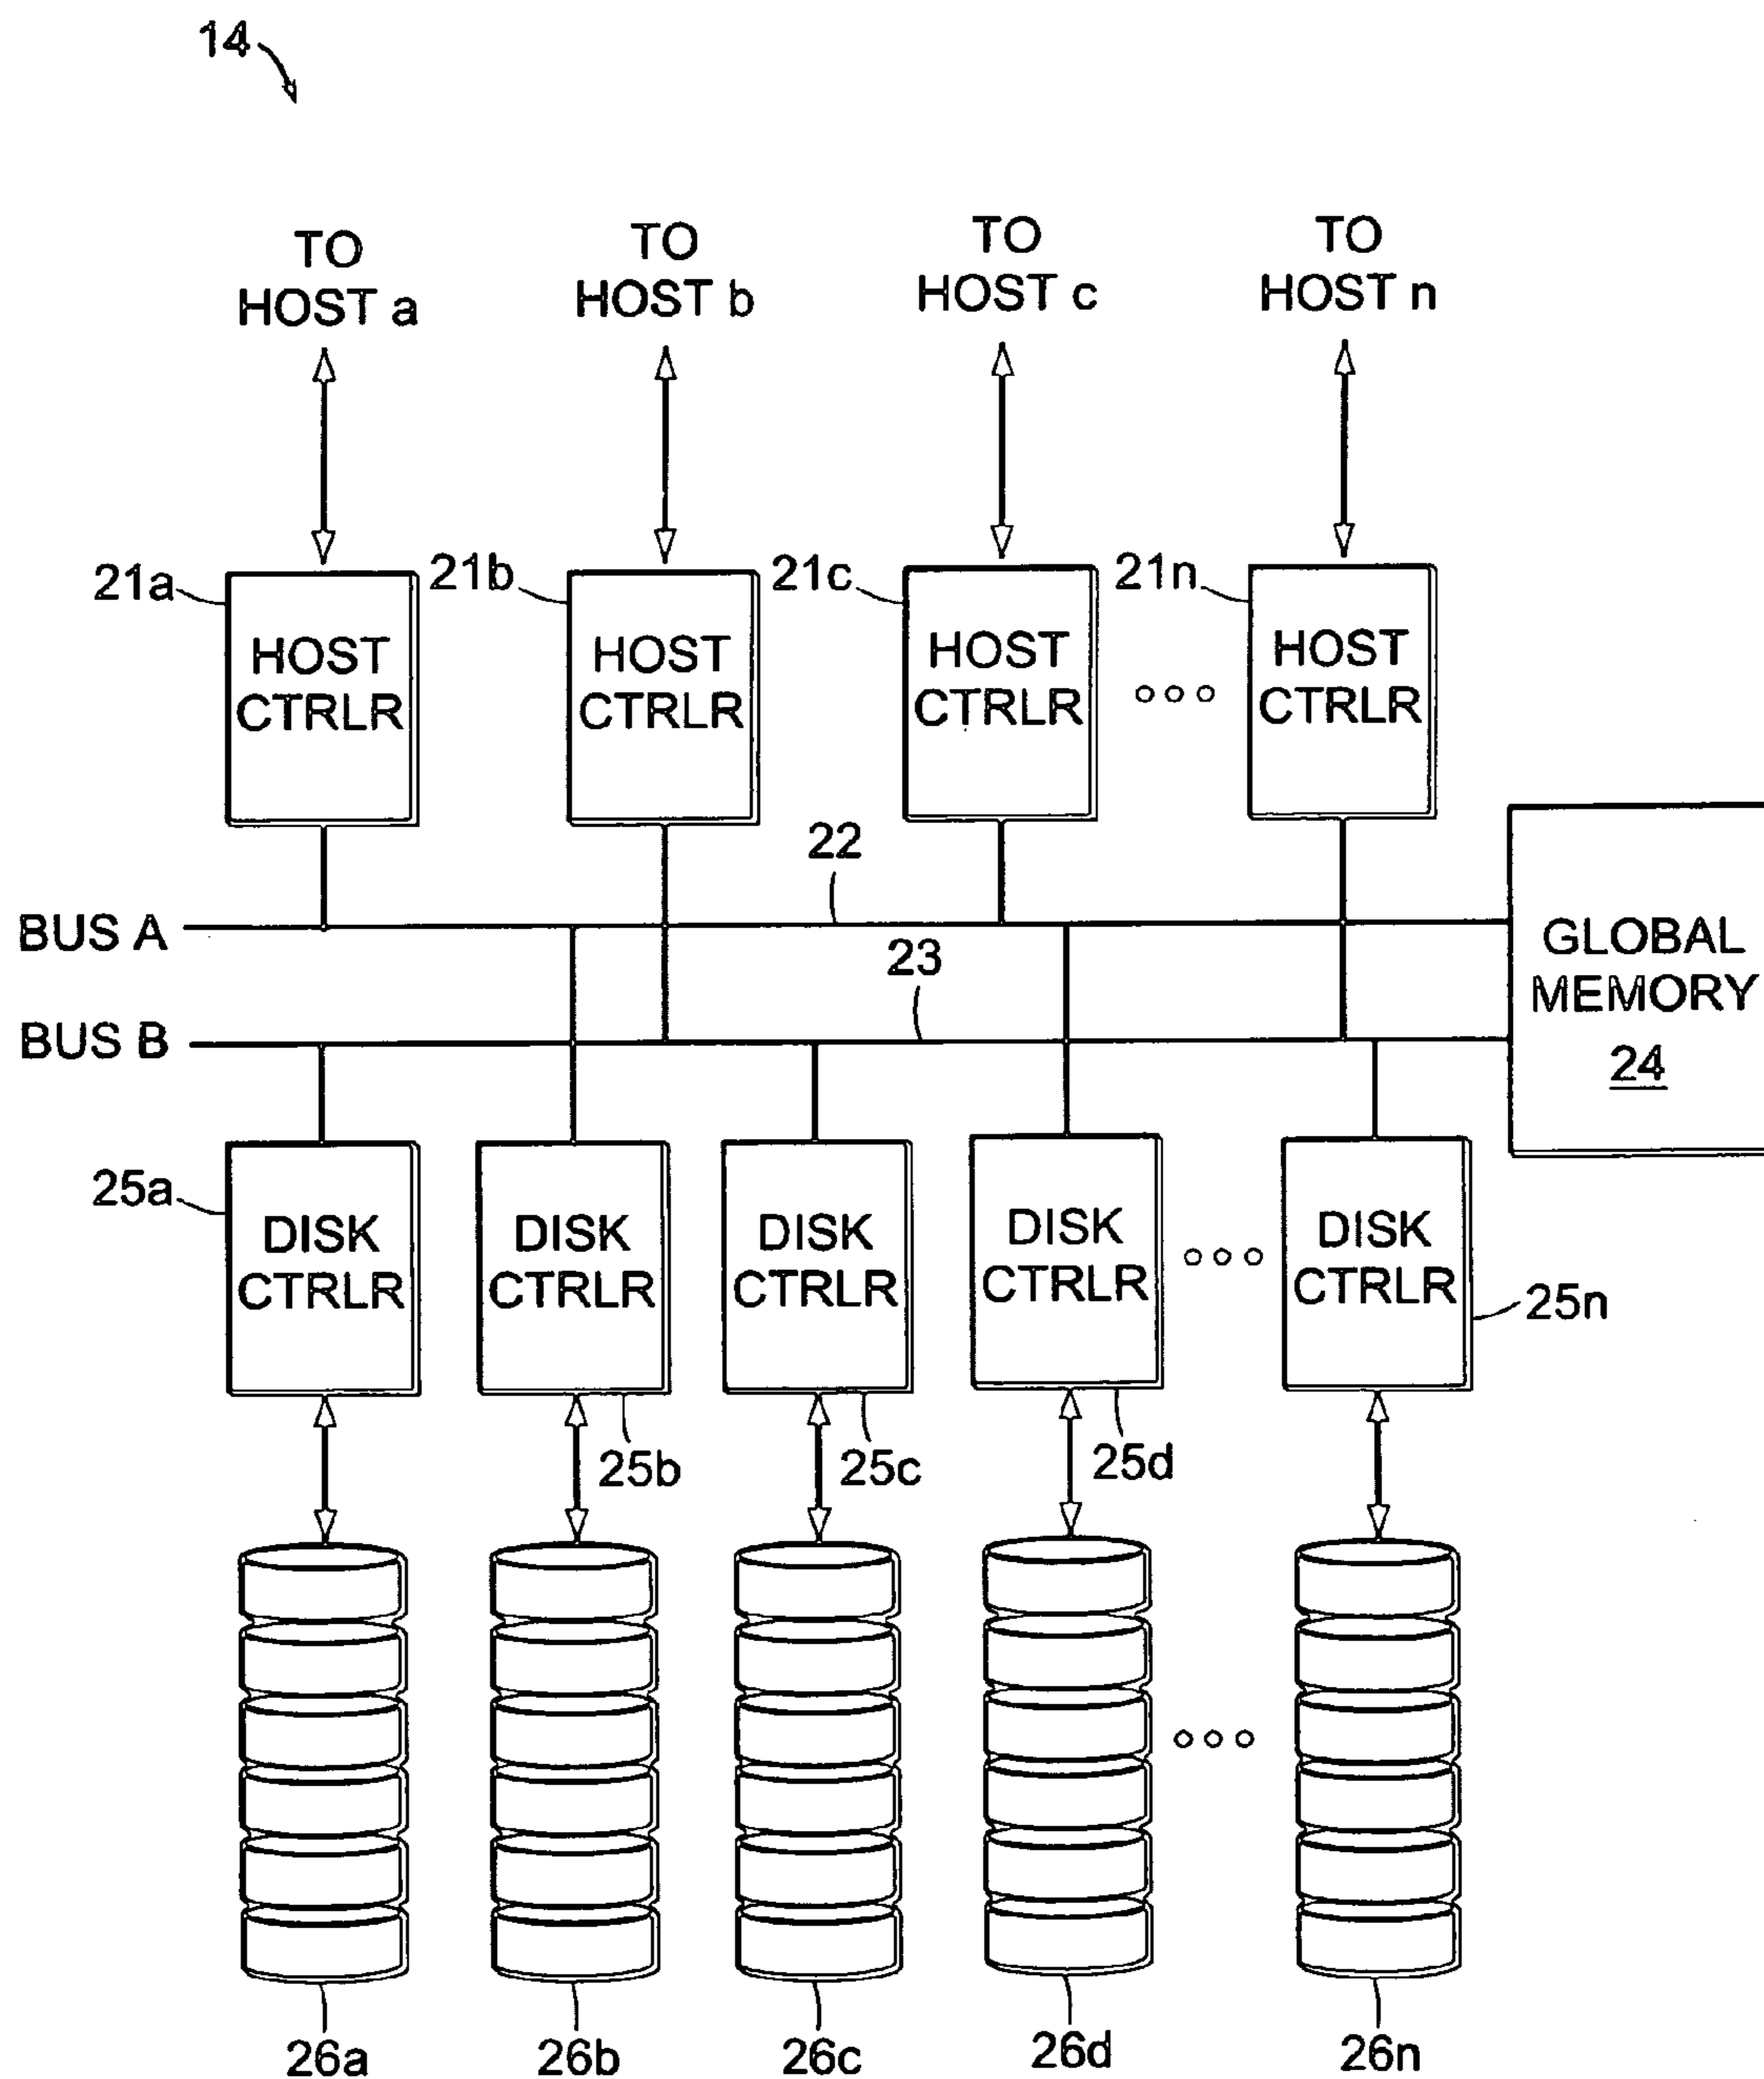 14
TO
HOST a
TO
HOST b
TO
HOST c
TO
HOST n
21a
21b
21c
21n
HOST
CTRLR
HOST
CTRLR
HOST
CTRLR
HOST
CTRLR
22
BUS A
23
BUS B
GLOBAL
MEMORY
24
25a
DISK
CTRLR
DISK
CTRLR
DISK
CTRLR
DISK
CTRLR
DISK
CTRLR
25n
25b
25c
25d
26a
26b
26c
26d
26n